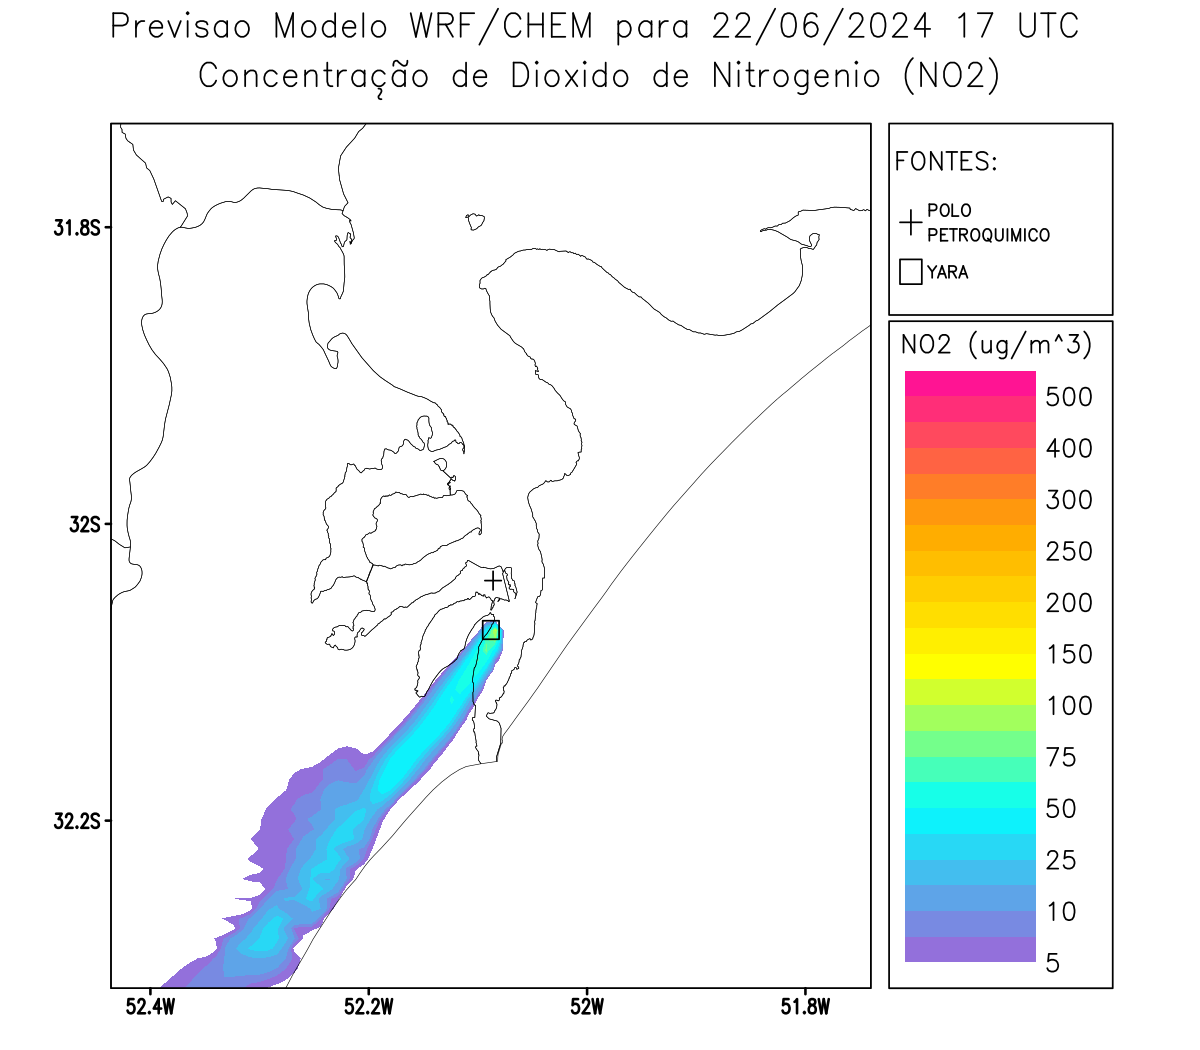 Previsao Modelo WRF/CHEM para 22/06/2024 17 UTC
Concentração de Dioxido de Nitrogenio (NO2)
FONTES:
POLO
PETROQUIMICO
YARA
NO2 (ug/m^3)
500
400
300
250
200
150
100
75
50
25
10
5
31.8S
32S
32.2S
52.4W
52.2W
52W
51.8W